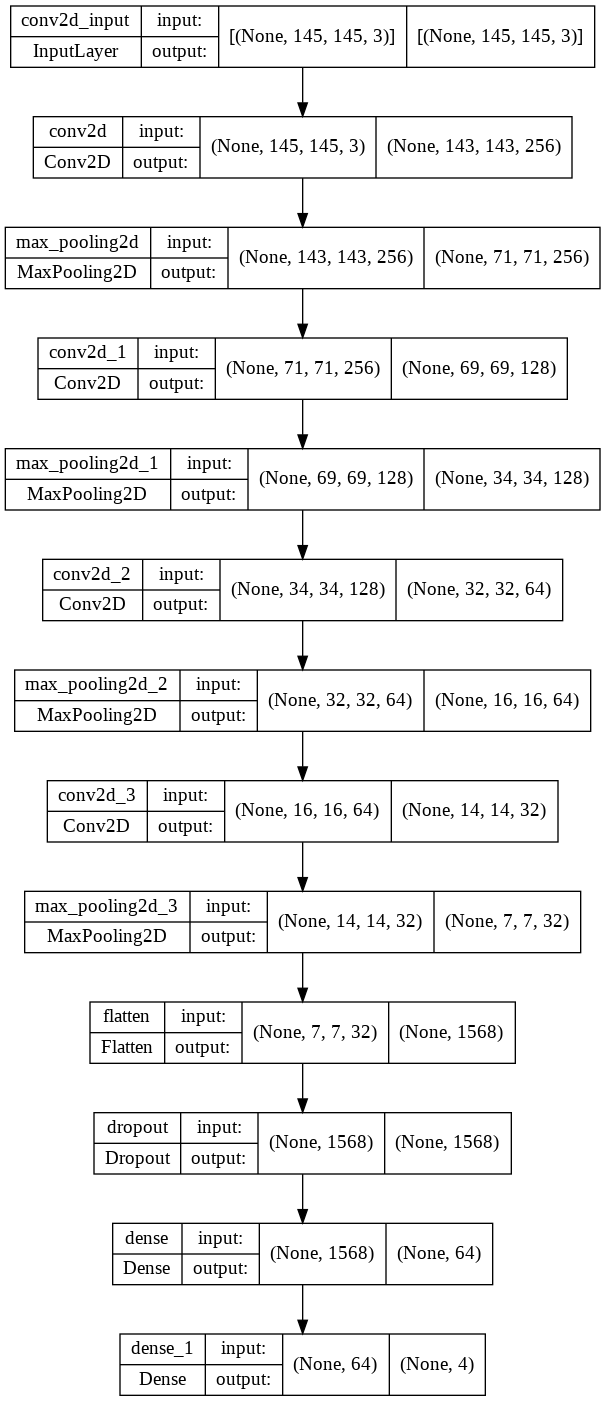 conv2d_input input: [(None, 145, 145, 3)] [(None, 145, 145, 3)]
InputLayer output:
conv2d input: (None, 145, 145, 3) (None, 143, 143, 256)
Conv2D output:
max_pooling2d input: (None, 143, 143, 256) (None, 71, 71, 256)
MaxPooling2D output:
conv2d_1 input: (None, 71, 71, 256) (None, 69, 69, 128)
Conv2D output:
max_pooling2d_1 input: (None, 69, 69, 128) (None, 34, 34, 128)
MaxPooling2D output:
conv2d_2 input: (None, 34, 34, 128) (None, 32, 32, 64)
Conv2D output:
max_pooling2d_2 input: (None, 32, 32, 64) (None, 16, 16, 64)
MaxPooling2D output:
conv2d_3 input: (None, 16, 16, 64) (None, 14, 14, 32)
Conv2D output:
max_pooling2d_3 input: (None, 14, 14, 32) (None, 7, 7, 32)
MaxPooling2D output:
flatten input: (None, 7, 7, 32) (None, 1568)
Flatten output:
dropout input: (None, 1568) (None, 1568)
Dropout output:
dense input: (None, 1568) (None, 64)
Dense output:
dense_1 input: (None, 64) (None, 4)
Dense output: